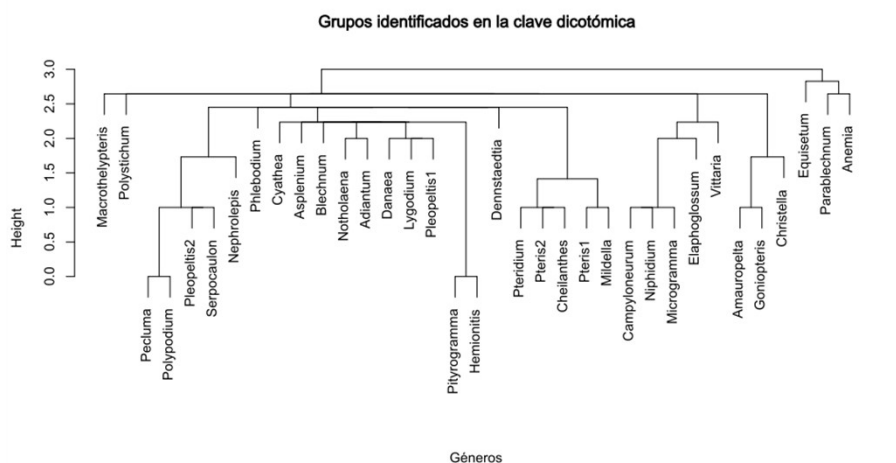 Grupos identificados en la clave dicotómica
Height
3.0
2.5
2.0
1.5
1.0
0.5
0.0
Macrothelypteris
Polystichum
Pecluma
Polypodium
Pleopeltis2
Serpocaulon
Nephrolepis
Phlebodium
Cyathea
Asplenium
Blechnum
Notholaena
Adiantum
Danaea
Lygodium
Pleopeltis1
Pityrogramma
Hemionitis
Dennstaedtia
Pteridium
Pteris2
Cheilanthes
Pteris1
Mildella
Campyloneurum
Niphidium
Microgramma
Elaphoglossum
Vittaria
Amauropelta
Goniopteris
Christella
Equisetum
Parablechnum
Anemia
Géneros